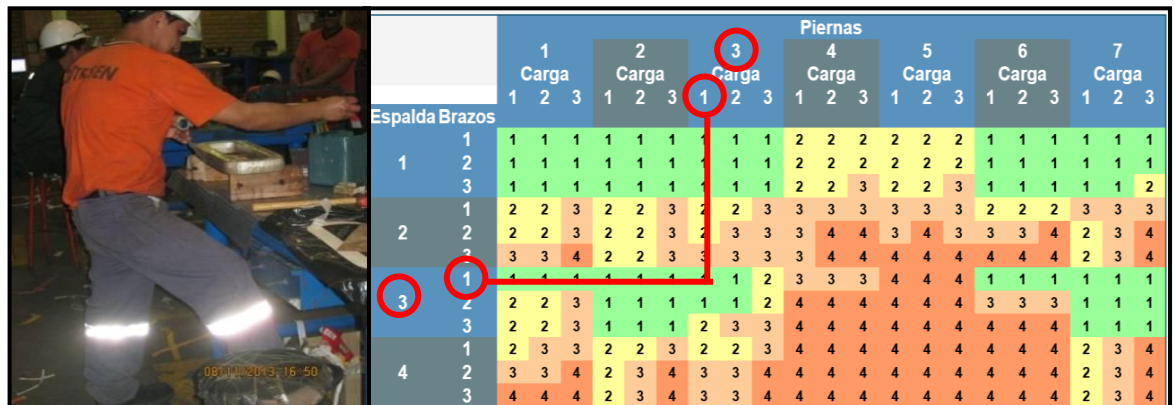 08/11/2013 16 50
Piernas
1 2 3 4 5 6 7
Carga Carga Carga Carga Carga Carga Carga
1 2 3 1 2 3 1 2 3 1 2 3 1 2 3 1 2 3 1 2 3
Espalda Brazos
1 1 1 1 1 1 1 1 1 1 2 2 2 2 2 2 1 1 1 1 1 1
1 2 1 1 1 1 1 1 1 1 1 2 2 2 2 2 2 1 1 1 1 1 1
3 1 1 1 1 1 1 1 1 1 2 2 3 2 2 3 1 1 1 1 1 2
1 2 2 3 2 2 3 2 2 3 3 3 3 3 3 3 2 2 2 3 3 3
2 2 2 2 3 2 2 3 2 3 3 3 4 4 3 4 3 3 3 4 2 3 4
3 3 3 4 2 2 3 3 3 3 3 4 4 4 4 4 4 4 4 2 3 4
1 1 1 1 1 1 1 1 1 2 3 3 3 4 4 4 1 1 1 1 1 1
3 2 2 2 3 1 1 1 1 1 2 4 4 4 4 4 4 3 3 3 1 1 1
3 2 2 3 1 1 1 2 3 3 4 4 4 4 4 4 4 4 4 1 1 1
1 2 3 3 2 2 3 2 2 3 4 4 4 4 4 4 4 4 4 2 3 4
4 2 3 3 4 2 3 4 3 3 4 4 4 4 4 4 4 4 4 4 2 3 4
3 4 4 4 2 3 4 3 3 4 4 4 4 4 4 4 4 4 4 2 3 4